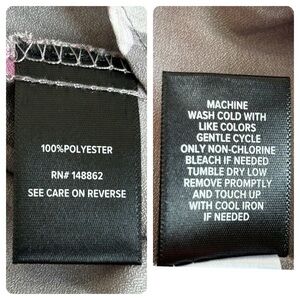 100%POLYESTER
RN# 148862
SEE CARE ON REVERSE
MACHINE
WASH COLD WITH
LIKE COLORS
GENTLE CYCLE
ONLY NON-CHLORINE
BLEACH IF NEEDED
TUMBLE DRY LOW
REMOVE PROMPTLY
AND TOUCH UP
WITH COOL IRON
IF NEEDED